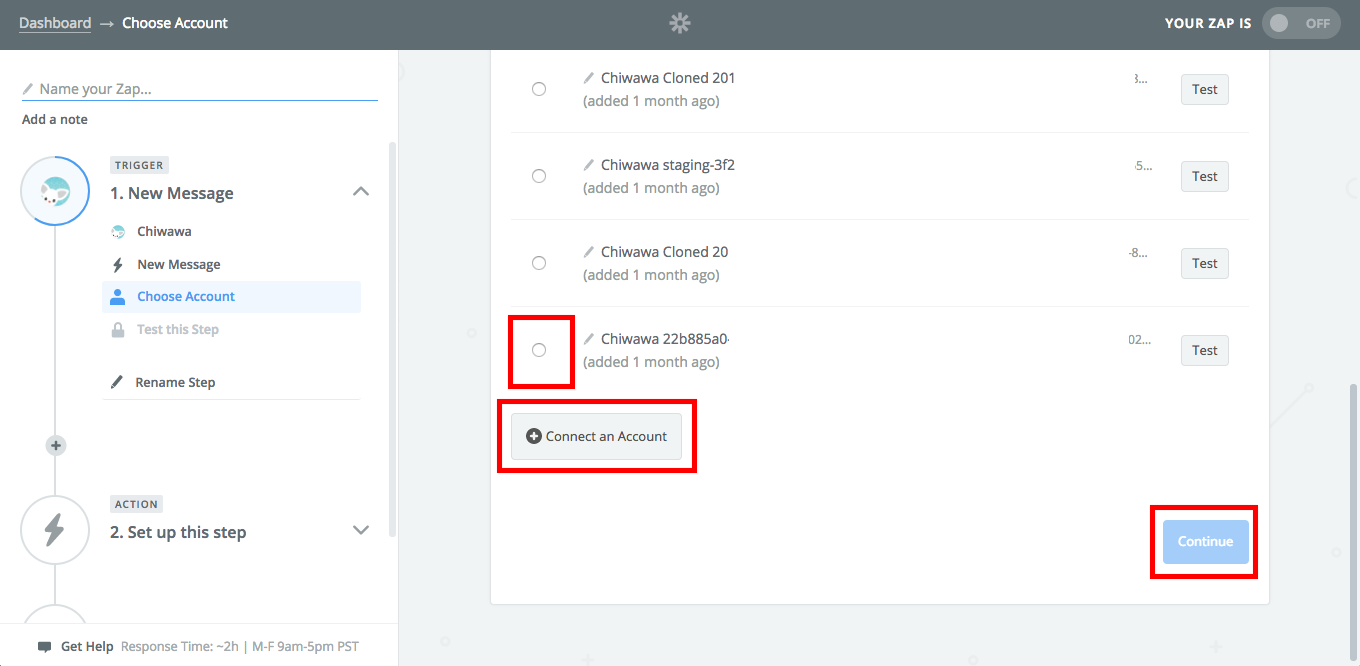 Dashboard → Choose Account
YOUR ZAP IS OFF
Name your Zap...
Add a note
TRIGGER
1. New Message
Chiwawa
New Message
Choose Account
Test this Step
Rename Step
ACTION
2. Set up this step
Get Help Response Time: ~2h | M-F 9am-5pm PST
Chiwawa Cloned 201
(added 1 month ago)
3...
Test
Chiwawa staging-3f2
(added 1 month ago)
5...
Test
Chiwawa Cloned 20
(added 1 month ago)
-8...
Test
Chiwawa 22b885a0-
(added 1 month ago)
02...
Test
Connect an Account
Continue